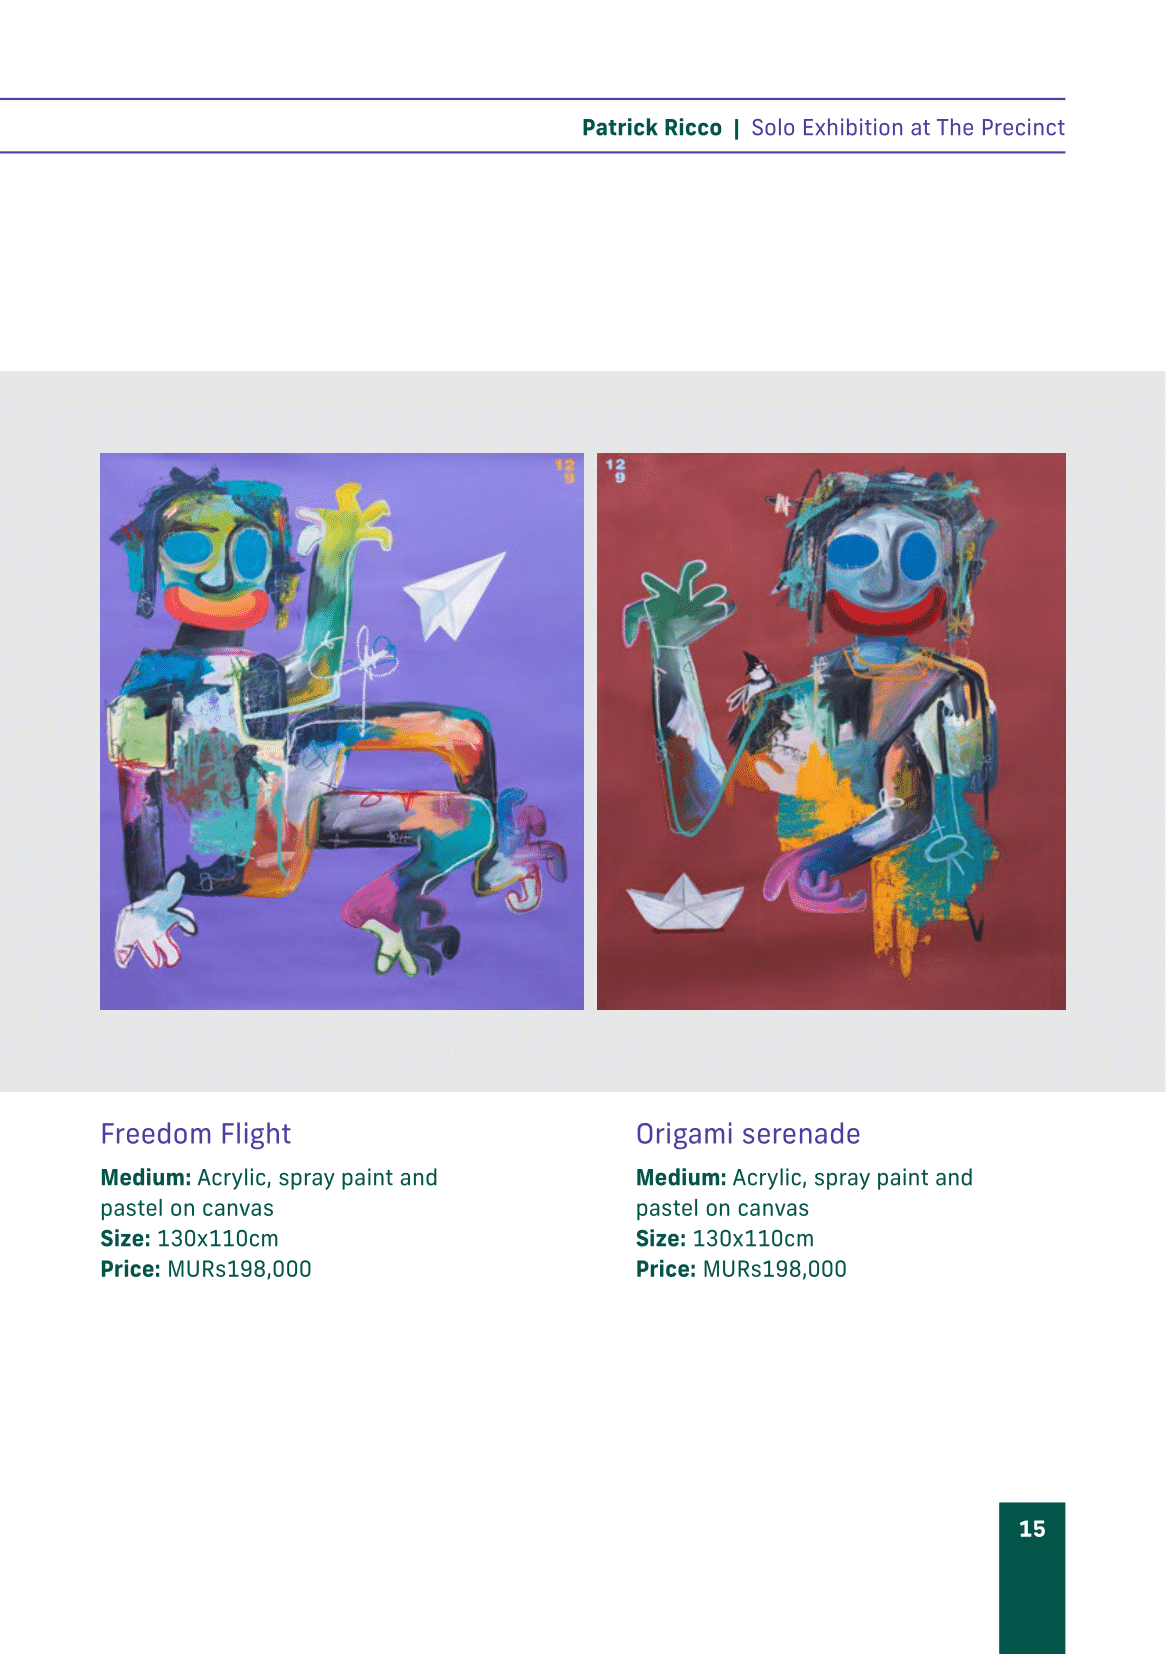 Patrick Ricco | Solo Exhibition at The Precinct
12
9
12
9
Freedom Flight
Medium: Acrylic, spray paint and
pastel on canvas
Size: 130x110cm
Price: MURs198,000
Origami serenade
Medium: Acrylic, spray paint and
pastel on canvas
Size: 130x110cm
Price: MURs198,000
15